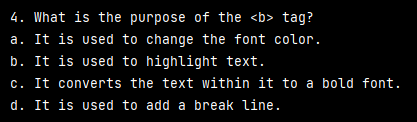 4. What is the purpose of the <b> tag?
a. It is used to change the font color.
b. It is used to highlight text.
c. It converts the text within it to a bold font.
d. It is used to add a break line.